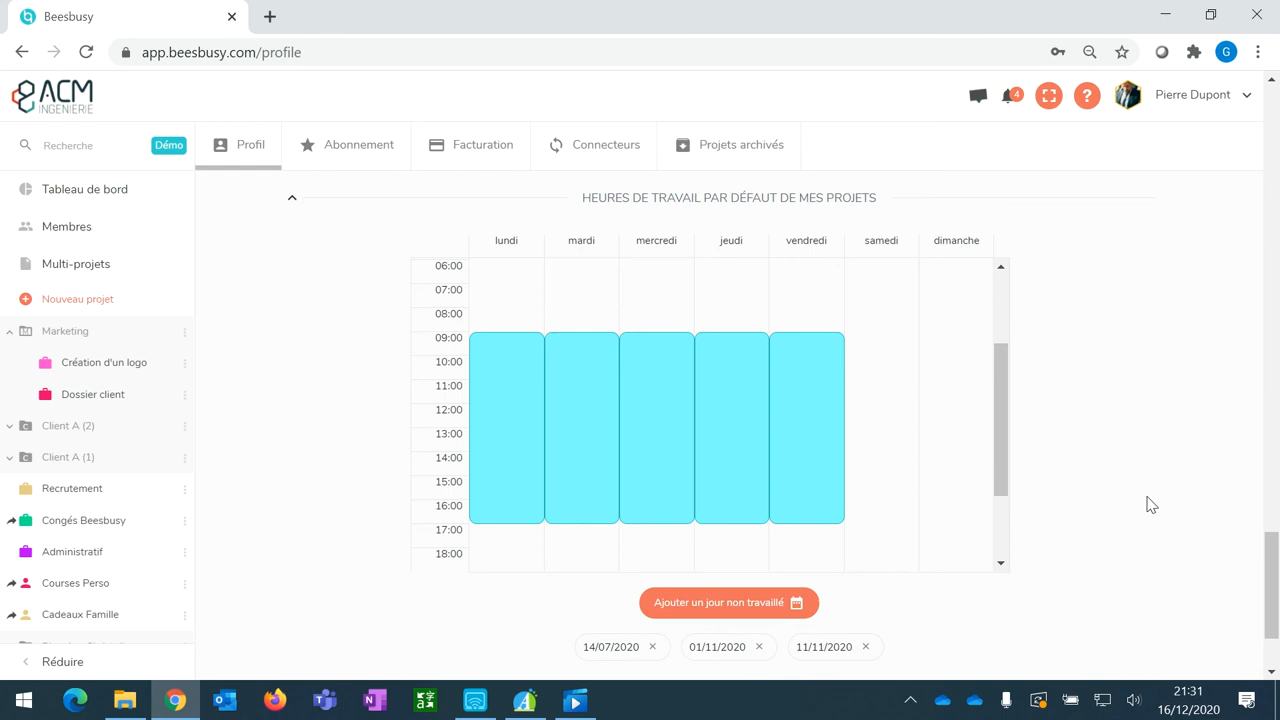 Beesbusy
app.beesbusy.com/profile
G
ACM
INGENIERIE
4
?
Pierre Dupont
Recherche
Démo
Profil
Abonnement
Facturation
Connecteurs
Projets archivés
Tableau de bord
Membres
Multi-projets
Nouveau projet
Marketing
Création d'un logo
Dossier client
Client A (2)
Client A (1)
Recrutement
Congés Beesbusy
Administratif
Courses Perso
Cadeaux Famille
Réduire
HEURES DE TRAVAIL PAR DÉFAUT DE MES PROJETS
lundi mardi mercredi jeudi vendredi samedi dimanche
06:00
07:00
08:00
09:00
10:00
11:00
12:00
13:00
14:00
15:00
16:00
17:00
18:00
Ajouter un jour non travaillé
14/07/2020 01/11/2020 11/11/2020
21:31
16/12/2020